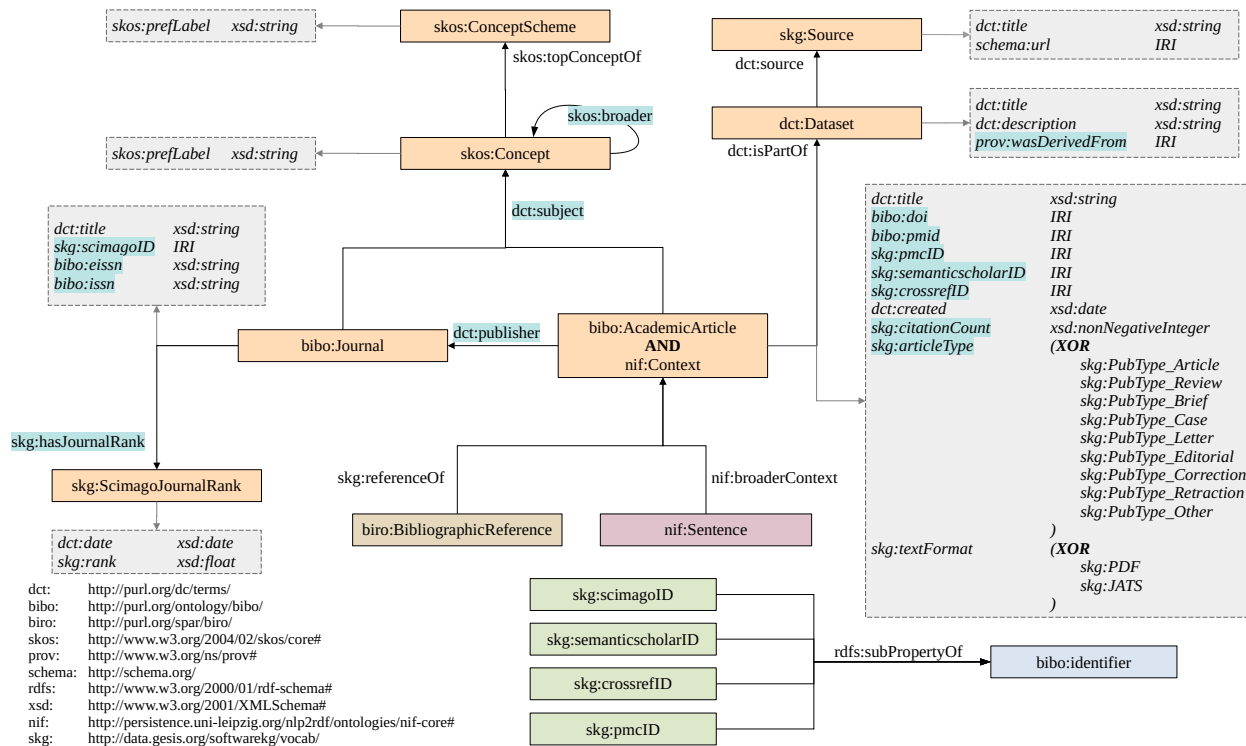 skos:prefLabel xsd:string
skos:ConceptScheme
skos:topConceptOf
skos:broader
skos:prefLabel xsd:string
skos:Concept
dct:subject
skg:Source
dct:title xsd:string
schema:url IRI
dct:source
dct:Dataset
dct:title xsd:string
dct:description xsd:string
prov:wasDerivedFrom IRI
dct:isPartOf
dct:title xsd:string
skg:scimagoID IRI
bibo:eissn xsd:string
bibo:issn xsd:string
bibo:Journal
dct:publisher
bibo:AcademicArticle
AND
nif:Context
dct:title xsd:string
bibo:doi IRI
bibo:pmid IRI
skg:pmcID IRI
skg:semanticscholarID IRI
skg:crossrefID IRI
dct:created xsd:date
skg:citationCount xsd:nonNegativeInteger
skg:articleType (XOR
skg:PubType_Article
skg:PubType_Review
skg:PubType_Brief
skg:PubType_Case
skg:PubType_Letter
skg:PubType_Editorial
skg:PubType_Correction
skg:PubType_Retraction
skg:PubType_Other
)
skg:textFormat (XOR
skg:PDF
skg:JATS
)
skg:hasJournalRank
skg:ScimagoJournalRank
dct:date xsd:date
skg:rank xsd:float
skg:referenceOf
nif:broaderContext
biro:BibliographicReference
nif:Sentence
dct: http://purl.org/dc/terms/
bibo: http://purl.org/ontology/bibo/
biro: http://purl.org/spar/biro/
skos: http://www.w3.org/2004/02/skos/core#
prov: http://www.w3.org/ns/prov#
schema: http://schema.org/
rdfs: http://www.w3.org/2000/01/rdf-schema#
xsd: http://www.w3.org/2001/XMLSchema#
nif: http://persistence.uni-leipzig.org/nlp2rdf/ontologies/nif-core#
skg: http://data.gesis.org/softwarekg/vocab/
skg:scimagoID
skg:semanticscholarID
skg:crossrefID
skg:pmcID
rdfs:subPropertyOf
bibo:identifier